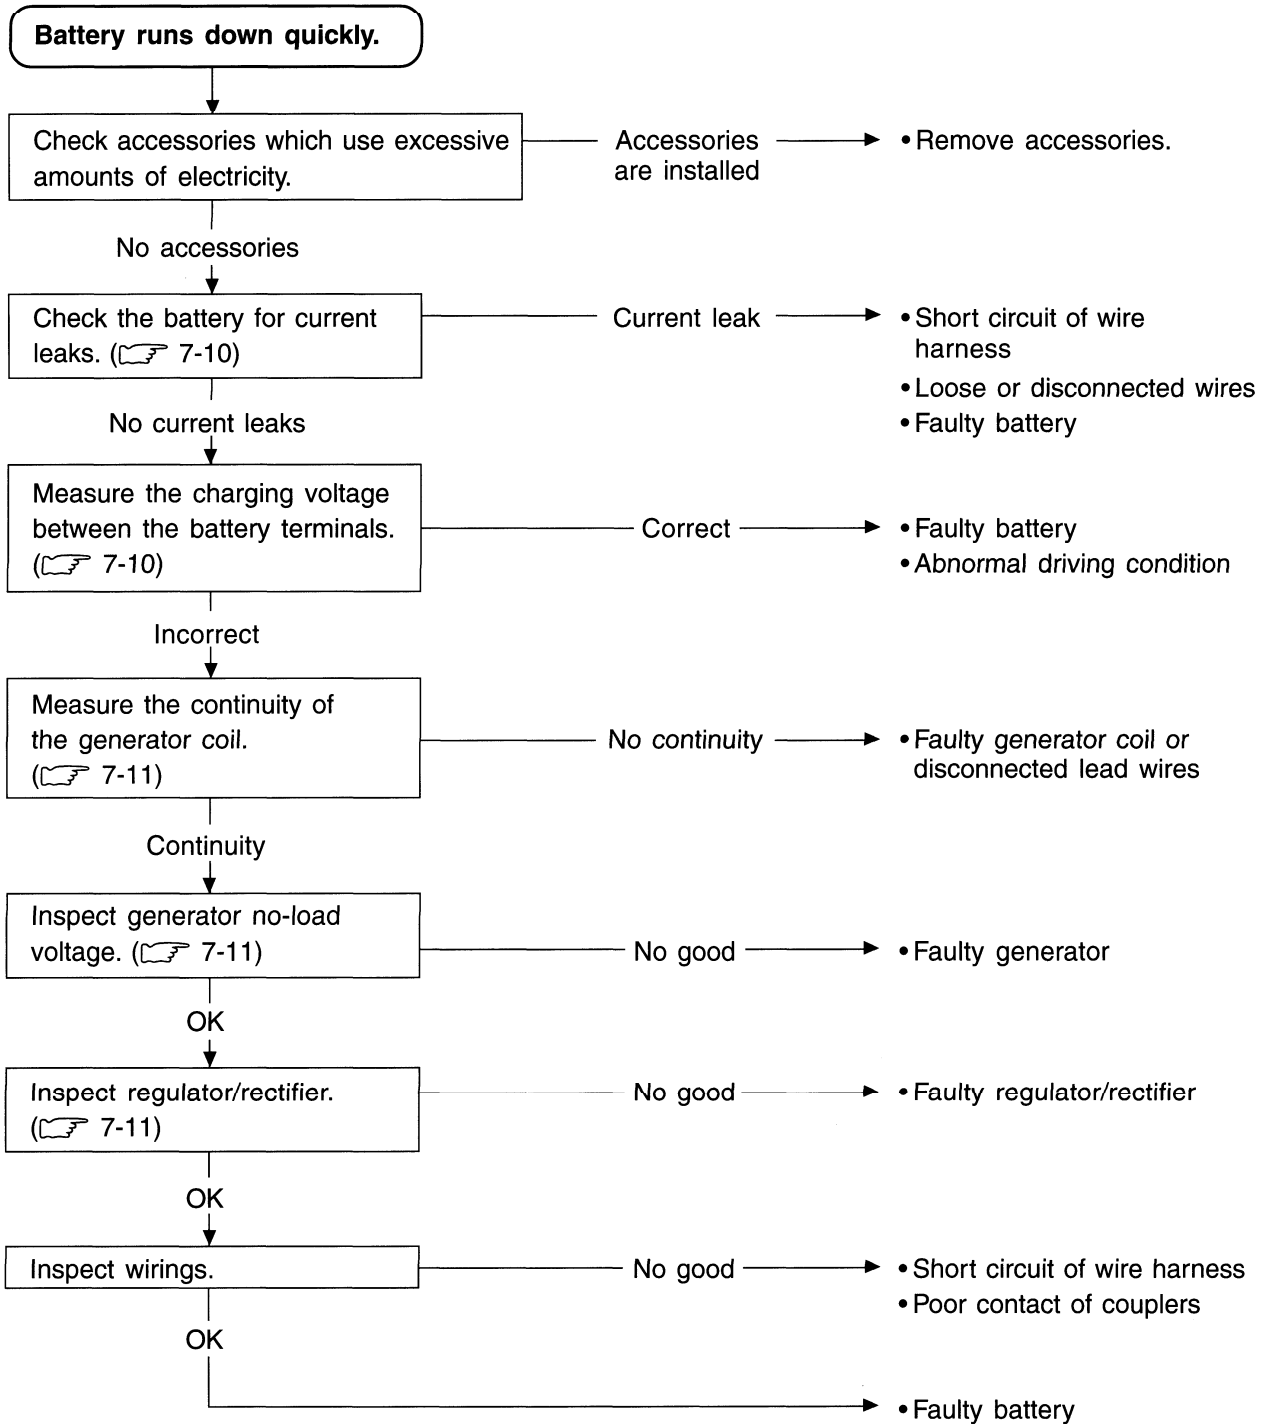 Battery runs down quickly.
Check accessories which use excessive
amounts of electricity.
Accessories
are installed
• Remove accessories.
No accessories
Check the battery for current
leaks. (☞ 7-10)
Current leak
• Short circuit of wire
harness
• Loose or disconnected wires
• Faulty battery
No current leaks
Measure the charging voltage
between the battery terminals.
(☞ 7-10)
Correct
• Faulty battery
• Abnormal driving condition
Incorrect
Measure the continuity of
the generator coil.
(☞ 7-11)
No continuity
• Faulty generator coil or
disconnected lead wires
Continuity
Inspect generator no-load
voltage. (☞ 7-11)
No good
• Faulty generator
OK
Inspect regulator/rectifier.
(☞ 7-11)
No good
• Faulty regulator/rectifier
OK
Inspect wirings.
No good
• Short circuit of wire harness
• Poor contact of couplers
OK
• Faulty battery